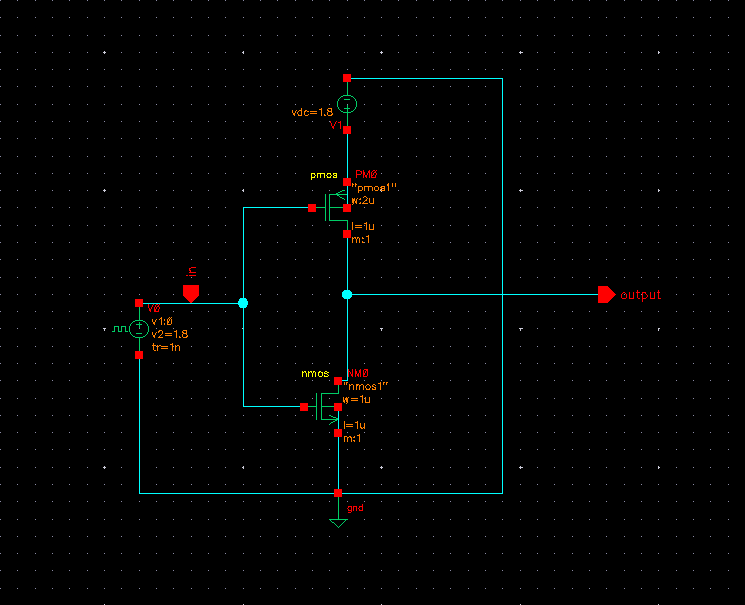 vdc=1.8
V1
pmos PM0
"pmos1"
w:2u
l=1u
m:1
in
V0
v1:0
v2=1.8
tr=1n
output
nmos NM0
"nmos1"
w=1u
l=1u
m:1
gnd